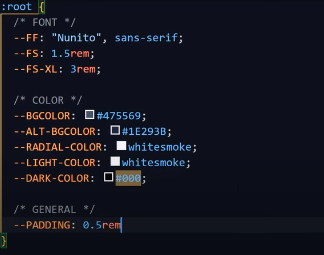 :root {
/* FONT */
--FF: "Nunito", sans-serif;
--FS: 1.5rem;
--FS-XL: 3rem;
/* COLOR */
--BGCOLOR: #475569;
--ALT-BGCOLOR: #1E293B;
--RADIAL-COLOR: whitesmoke;
--LIGHT-COLOR: whitesmoke;
--DARK-COLOR: #000;
/* GENERAL */
--PADDING: 0.5rem
}